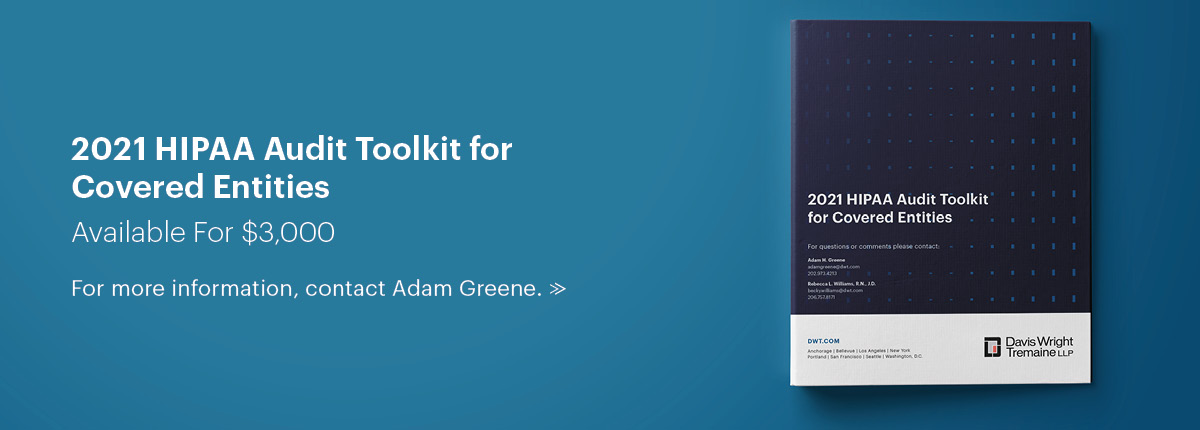 2021 HIPAA Audit Toolkit for
Covered Entities
Available For $3,000
For more information, contact Adam Greene. ≫
2021 HIPAA Audit Toolkit
for Covered Entities
For questions or comments please contact:
Adam H. Greene
adamgreene@dwt.com
202.973.4213
Rebecca L. Williams, R.N., J.D.
beckywilliams@dwt.com
206.757.8171
DWT.COM
Anchorage | Bellevue | Los Angeles | New York
Portland | San Francisco | Seattle | Washington, D.C.
Davis Wright
Tremaine LLP